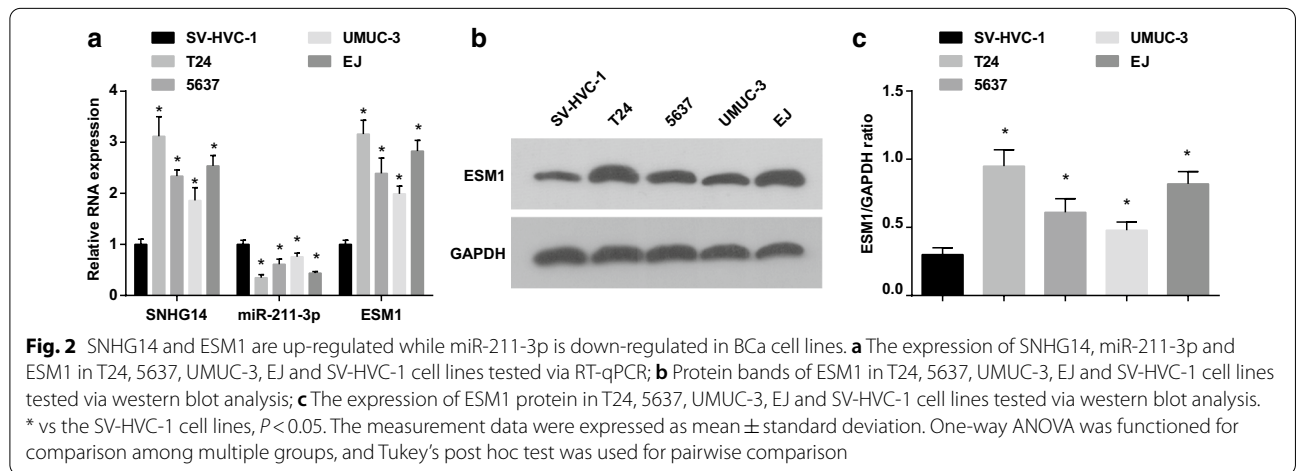 a
SV-HVC-1
T24
5637
UMUC-3
EJ
Relative RNA expression
4
3
2
1
0
* * * *
* * * *
* * * *
SNHG14 miR-211-3p ESM1
b
SV-HVC-1 T24 5637 UMUC-3 EJ
ESM1
GAPDH
c
SV-HVC-1
T24
5637
UMUC-3
EJ
ESM1/GAPDH ratio
1.5
1.0
0.5
0.0
* * * *
Fig. 2 SNHG14 and ESM1 are up-regulated while miR-211-3p is down-regulated in BCa cell lines. a The expression of SNHG14, miR-211-3p and
ESM1 in T24, 5637, UMUC-3, EJ and SV-HVC-1 cell lines tested via RT-qPCR; b Protein bands of ESM1 in T24, 5637, UMUC-3, EJ and SV-HVC-1 cell lines
tested via western blot analysis; c The expression of ESM1 protein in T24, 5637, UMUC-3, EJ and SV-HVC-1 cell lines tested via western blot analysis.
* vs the SV-HVC-1 cell lines, P < 0.05. The measurement data were expressed as mean ± standard deviation. One-way ANOVA was functioned for
comparison among multiple groups, and Tukey's post hoc test was used for pairwise comparison